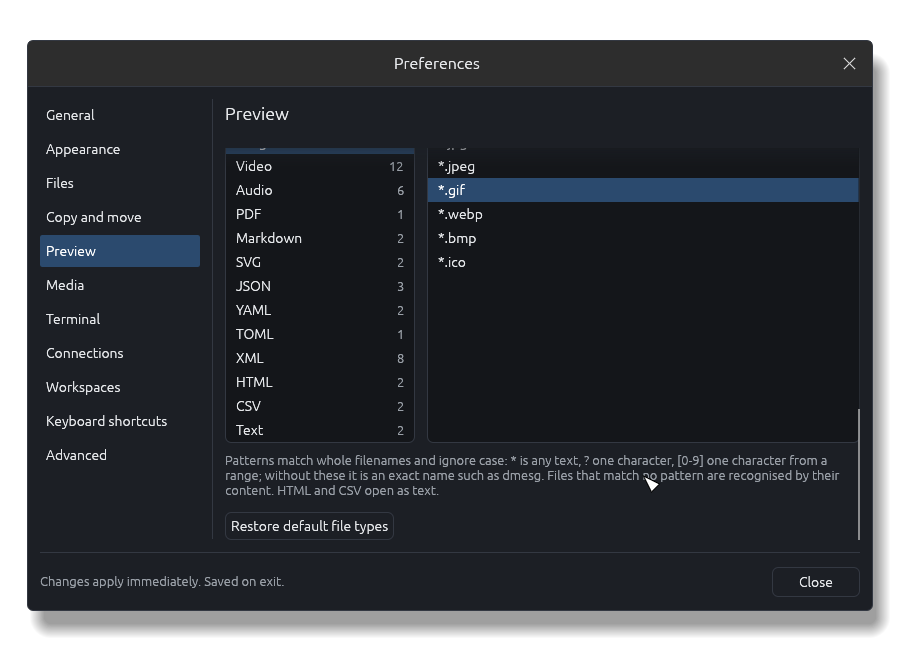 Preferences
General
Appearance
Files
Copy and move
Preview
Media
Terminal
Connections
Workspaces
Keyboard shortcuts
Advanced
Preview
Video 12
Audio 6
PDF 1
Markdown 2
SVG 2
JSON 3
YAML 2
TOML 1
XML 8
HTML 2
CSV 2
Text 2
*.jpeg
*.gif
*.webp
*.bmp
*.ico
Patterns match whole filenames and ignore case: * is any text, ? one character, [0-9] one character from a
range; without these it is an exact name such as dmesg. Files that match no pattern are recognised by their
content. HTML and CSV open as text.
Restore default file types
Changes apply immediately. Saved on exit.
Close